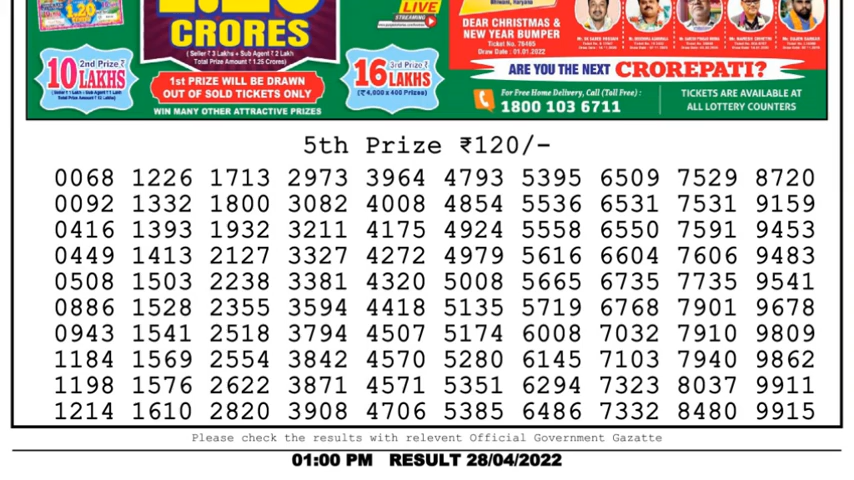 1.20
CRORES
(Seller ₹ 3 Lakhs + Sub Agent ₹ 2 Lakh
Total Prize Amount ₹ 1.25 Crores)
2nd Prize ₹
10 LAKHS
1st PRIZE WILL BE DRAWN
OUT OF SOLD TICKETS ONLY
WIN MANY OTHER ATTRACTIVE PRIZES
LIVE
STREAMING
3rd Prize ₹
16 LAKHS
(₹ 4,000 x 400 Prizes)
DEAR CHRISTMAS &
NEW YEAR BUMPER
Ticket No. 78465
Draw Date : 01.01.2022
ARE YOU THE NEXT CROREPATI?
For Free Home Delivery, Call (Toll Free) :
1800 103 6711
TICKETS ARE AVAILABLE AT
ALL LOTTERY COUNTERS
5th Prize ₹120/-
0068 1226 1713 2973 3964 4793 5395 6509 7529 8720
0092 1332 1800 3082 4008 4854 5536 6531 7531 9159
0416 1393 1932 3211 4175 4924 5558 6550 7591 9453
0449 1413 2127 3327 4272 4979 5616 6604 7606 9483
0508 1503 2238 3381 4320 5008 5665 6735 7735 9541
0886 1528 2355 3594 4418 5135 5719 6768 7901 9678
0943 1541 2518 3794 4507 5174 6008 7032 7910 9809
1184 1569 2554 3842 4570 5280 6145 7103 7940 9862
1198 1576 2622 3871 4571 5351 6294 7323 8037 9911
1214 1610 2820 3908 4706 5385 6486 7332 8480 9915
Please check the results with relevent Official Government Gazatte
01:00 PM RESULT 28/04/2022